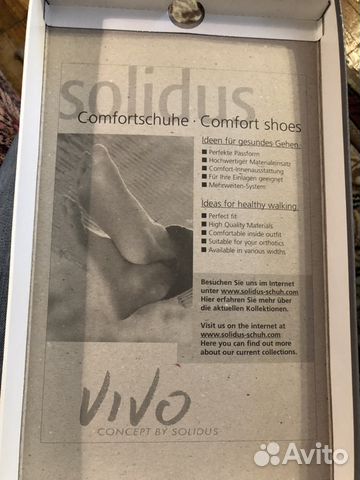 solidus
Comfortschuhe · Comfort shoes
Ideen für gesundes Gehen.
■ Perfekte Passform
■ Hochwertiger Materialeinsatz
■ Comfort-Innenausstattung
■ Für Ihre Einlagen geeignet
■ Mehrweiten-System
Ideas for healthy walking.
■ Perfect fit
■ High Quality Materials
■ Comfortable inside outfit
■ Suitable for your orthotics
■ Available in various widths
Besuchen Sie uns im Internet
unter www.solidus-schuh.com
Hier erfahren Sie mehr über
die aktuellen Kollektionen.
Visit us on the internet at
www.solidus-schuh.com
Here you can find out more
about our current collections.
VIVO
CONCEPT BY SOLIDUS
Avito